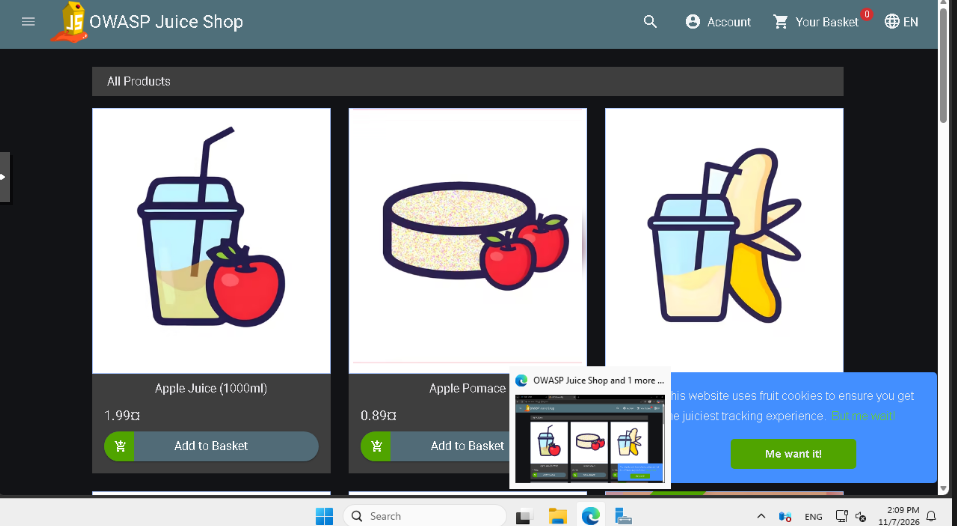 OWASP Juice Shop
Account
Your Basket
0
EN
All Products
Apple Juice (1000ml)
1.99¤
Add to Basket
Apple Pomace
0.89¤
Add to Basket
OWASP Juice Shop and 1 more ...
his website uses fruit cookies to ensure you get
e juiciest tracking experience. But me wait!
Me want it!
Search
ENG
2:09 PM
11/7/2026